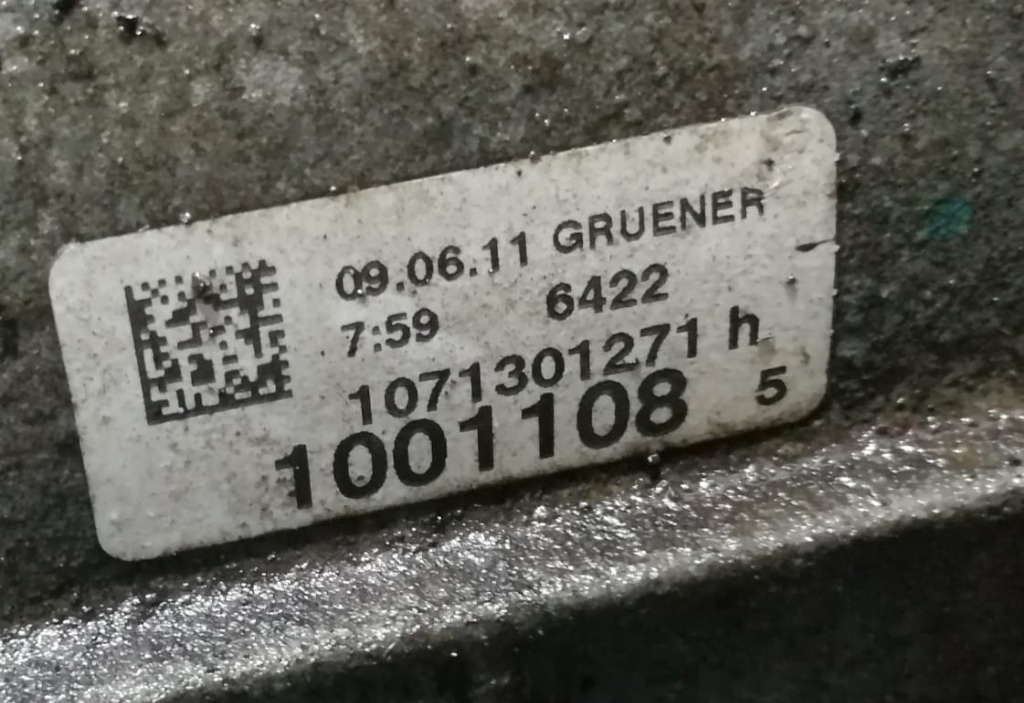 09.06.11 GRUENER
7:59 6422
1071301271 h
1001108 5